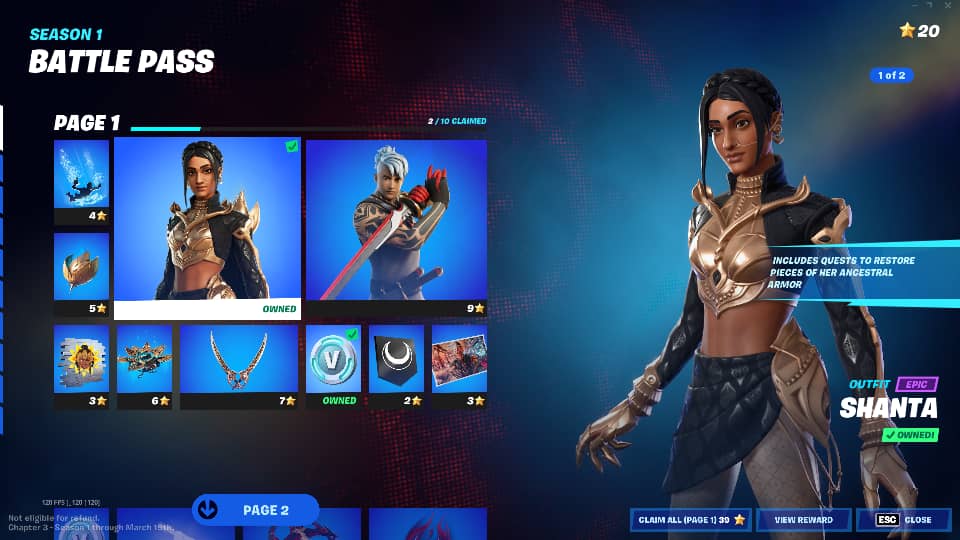 SEASON 1
BATTLE PASS
20
1 of 2
PAGE 1
2 / 10 CLAIMED
4
5
OWNED
9
3
6
7
V
OWNED
2
3
INCLUDES QUESTS TO RESTORE
PIECES OF HER ANCESTRAL
ARMOR
OUTFIT EPIC
SHANTA
OWNED!
120 FPS [_120 |120]
Not eligible for refund.
Chapter 3 - Season 1 through March 19th.
PAGE 2
CLAIM ALL (PAGE 1) 39
VIEW REWARD
ESC CLOSE